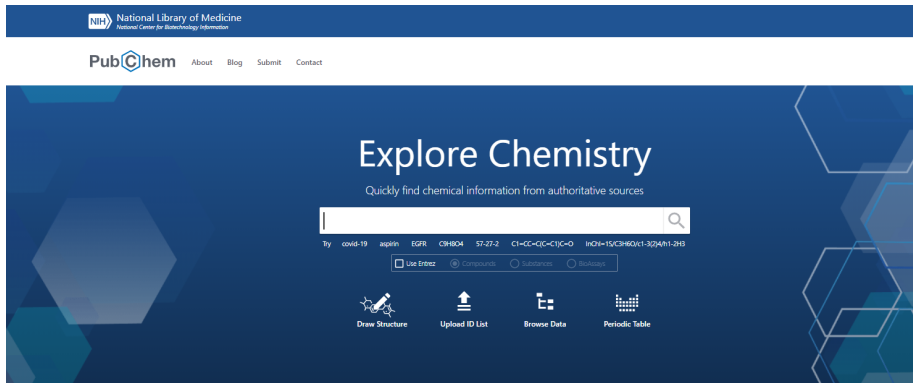 NIH National Library of Medicine
National Center for Biotechnology Information
PubChem About Blog Submit Contact
Explore Chemistry
Quickly find chemical information from authoritative sources
Try covid-19 aspirin EGFR C9H8O4 57-27-2 C1=CC=C(C=C1)C=O InChI=1S/C3H6O/c1-3(2)4/h1-2H3
Use Entrez Compounds Substances BioAssays
Draw Structure Upload ID List Browse Data Periodic Table